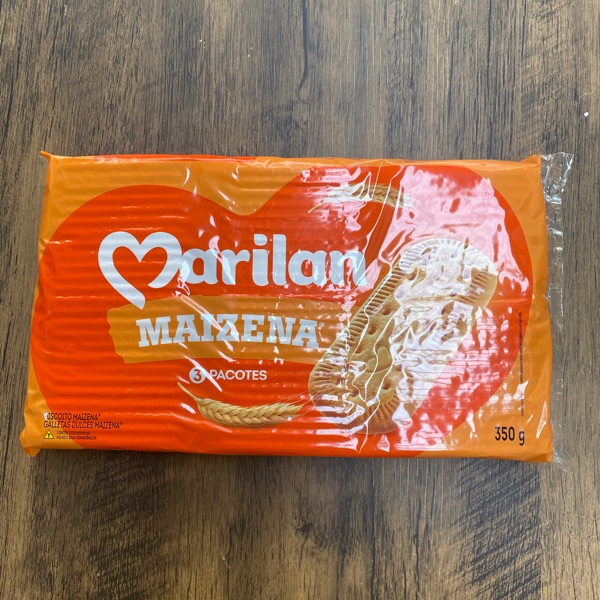 Marilan
MAIZENA
3 PACOTES
BISCOITO MAIZENA*
GALLETAS DULCES MAIZENA*
350 g